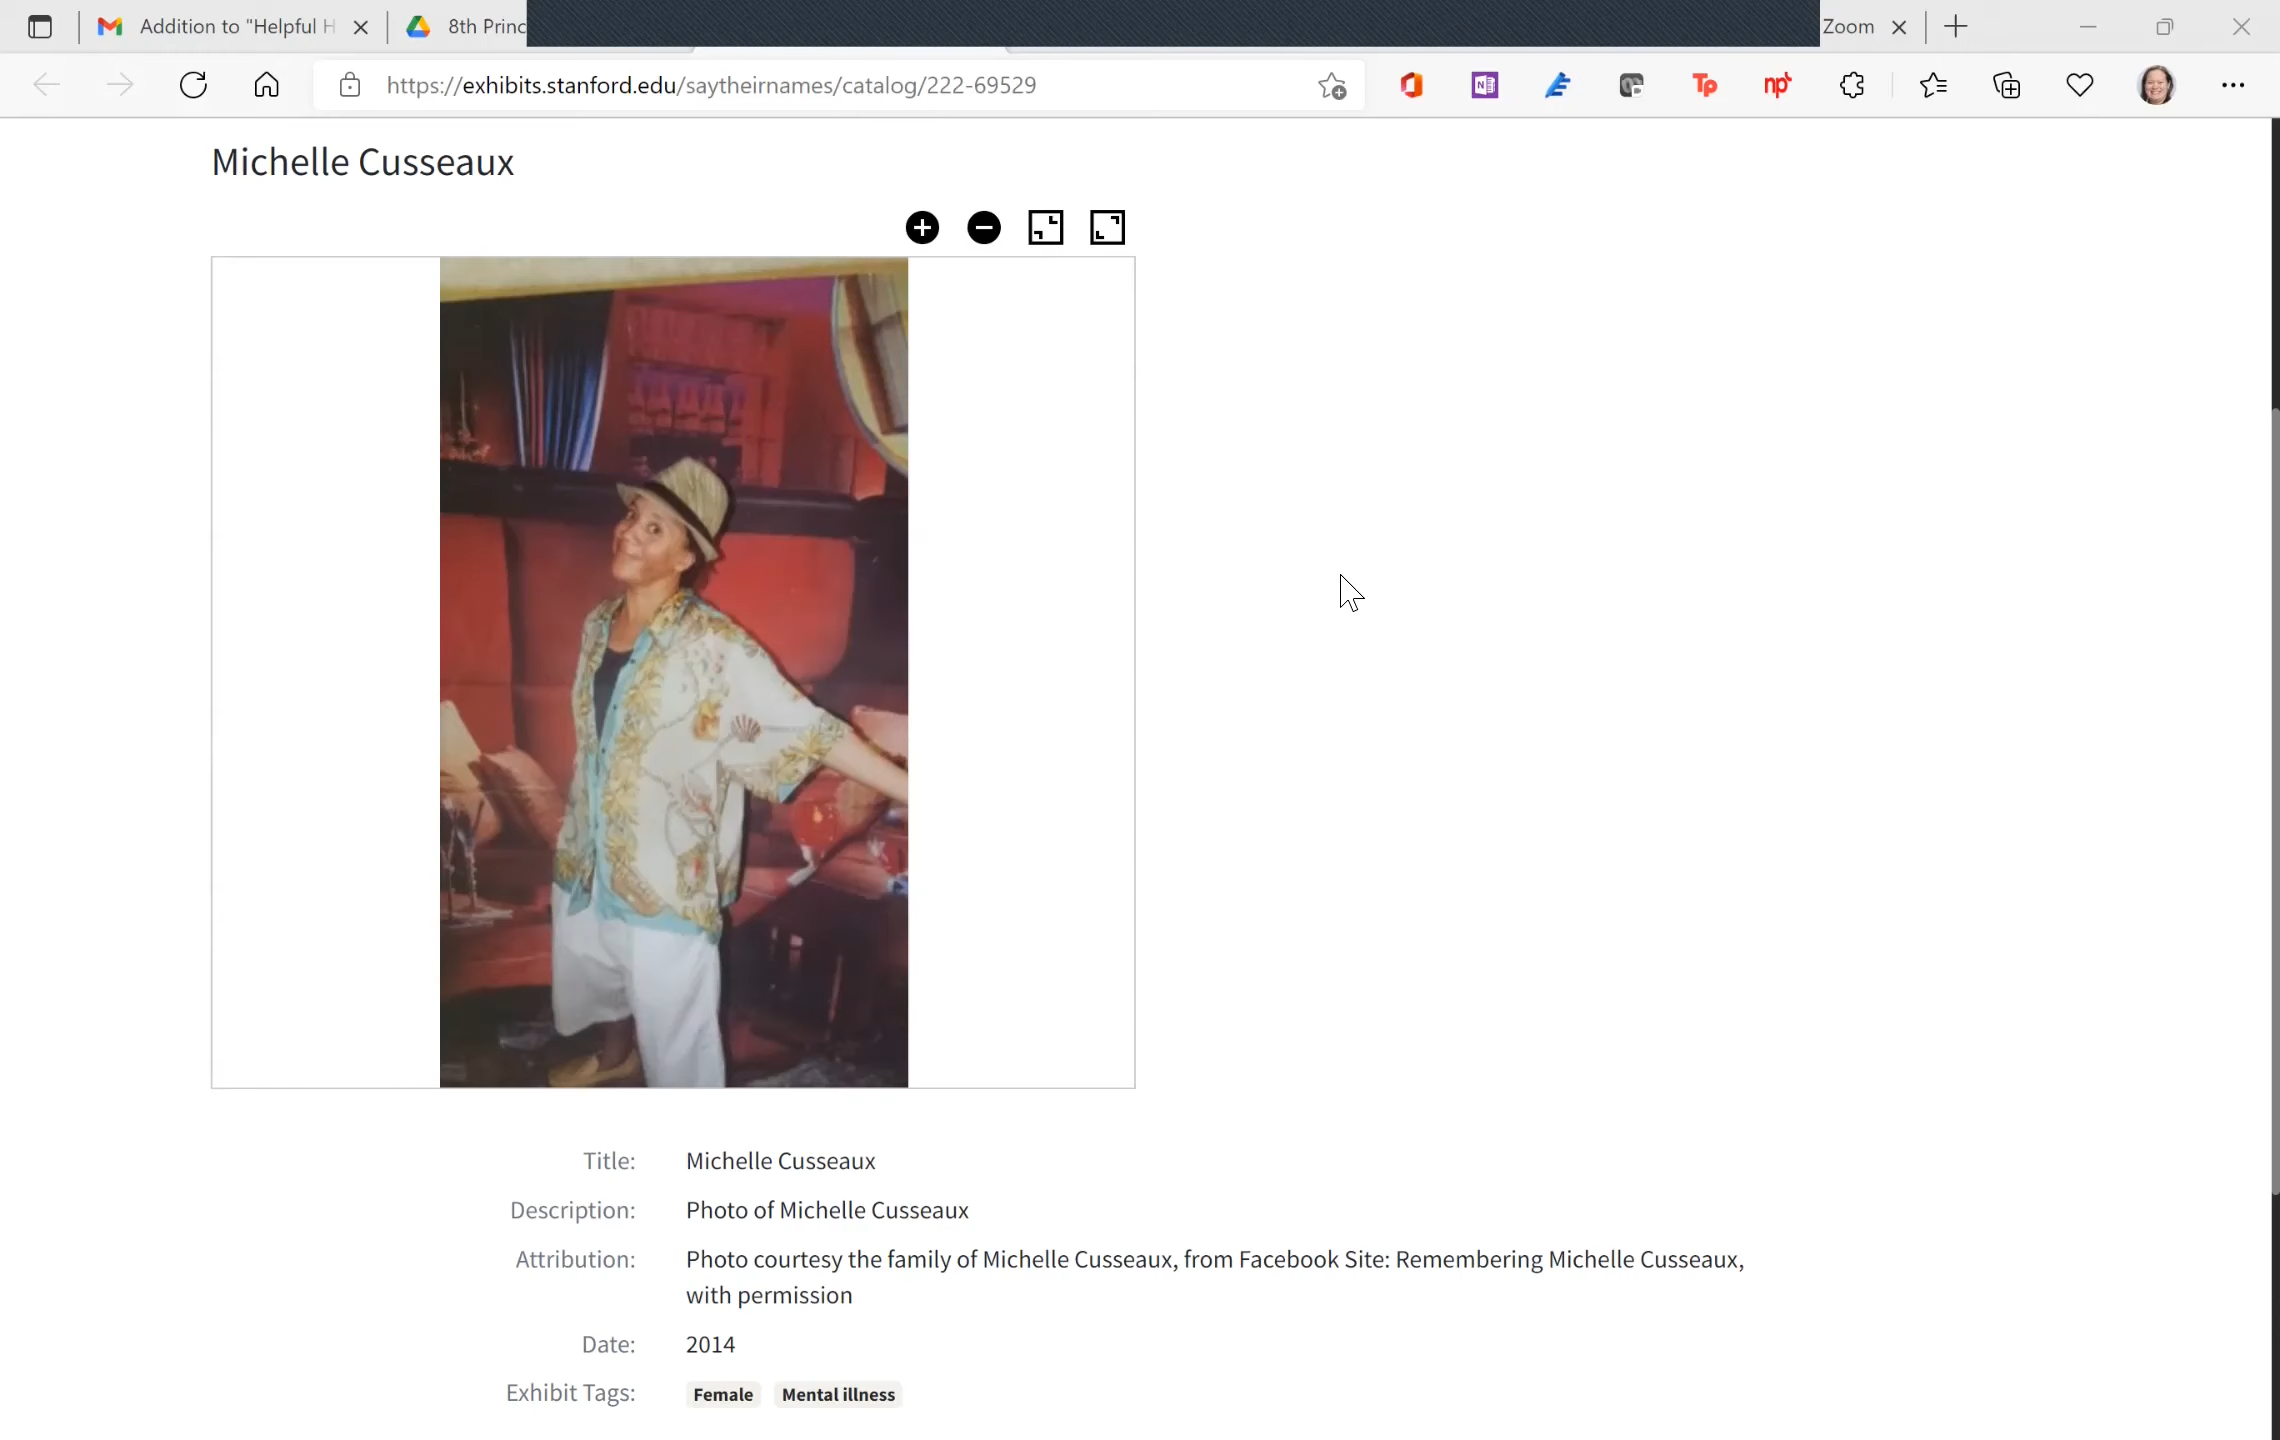 Addition to "Helpful H
8th Princ
Zoom
https://exhibits.stanford.edu/saytheirnames/catalog/222-69529
Tp
npt
Michelle Cusseaux
Title: Michelle Cusseaux
Description: Photo of Michelle Cusseaux
Attribution: Photo courtesy the family of Michelle Cusseaux, from Facebook Site: Remembering Michelle Cusseaux,
with permission
Date: 2014
Exhibit Tags: Female Mental illness